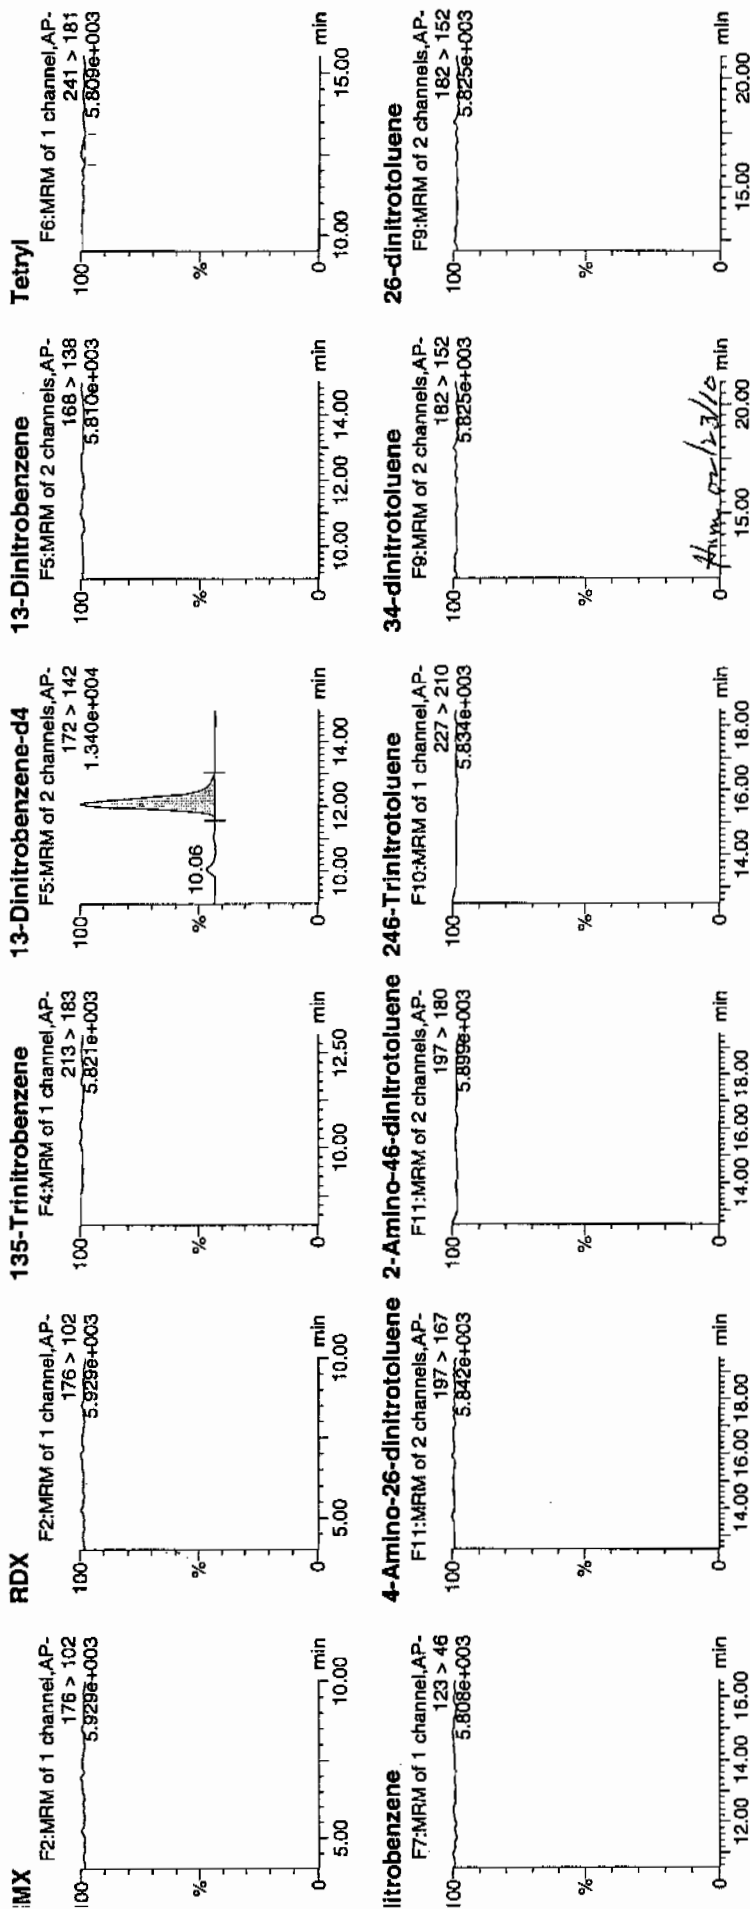 :MX
F2:MRM of 1 channel,AP-
176 > 102
5.929e+003
100
%
0
5.00
10.00
min
RDX
F2:MRM of 1 channel,AP-
176 > 102
5.929e+003
100
%
0
5.00
10.00
min
135-Trinitrobenzene
F4:MRM of 1 channel,AP-
213 > 183
5.821e+003
100
%
0
10.00
12.50
min
13-Dinitrobenzene-d4
F5:MRM of 2 channels,AP-
172 > 142
1.340e+004
100
%
10.06
0
10.00
12.00
14.00
min
13-Dinitrobenzene
F5:MRM of 2 channels,AP-
168 > 138
5.810e+003
100
%
0
10.00
12.00
14.00
min
Tetryl
F6:MRM of 1 channel,AP-
241 > 181
5.809e+003
100
%
0
10.00
15.00
min
litrobenzene
F7:MRM of 1 channel,AP-
123 > 46
5.808e+003
100
%
0
12.00
14.00
16.00
min
4-Amino-26-dinitrotoluene
F11:MRM of 2 channels,AP-
197 > 167
5.842e+003
100
%
0
14.00
16.00
18.00
min
2-Amino-46-dinitrotoluene
F11:MRM of 2 channels,AP-
197 > 180
5.899e+003
100
%
0
14.00
16.00
18.00
min
246-Trinitrotoluene
F10:MRM of 1 channel,AP-
227 > 210
5.834e+003
100
%
0
14.00
16.00
18.00
min
34-dinitrotoluene
F9:MRM of 2 channels,AP-
182 > 152
5.825e+003
100
%
0
15.00
20.00
min
02/23/10
26-dinitrotoluene
F9:MRM of 2 channels,AP-
182 > 152
5.825e+003
100
%
0
15.00
20.00
min